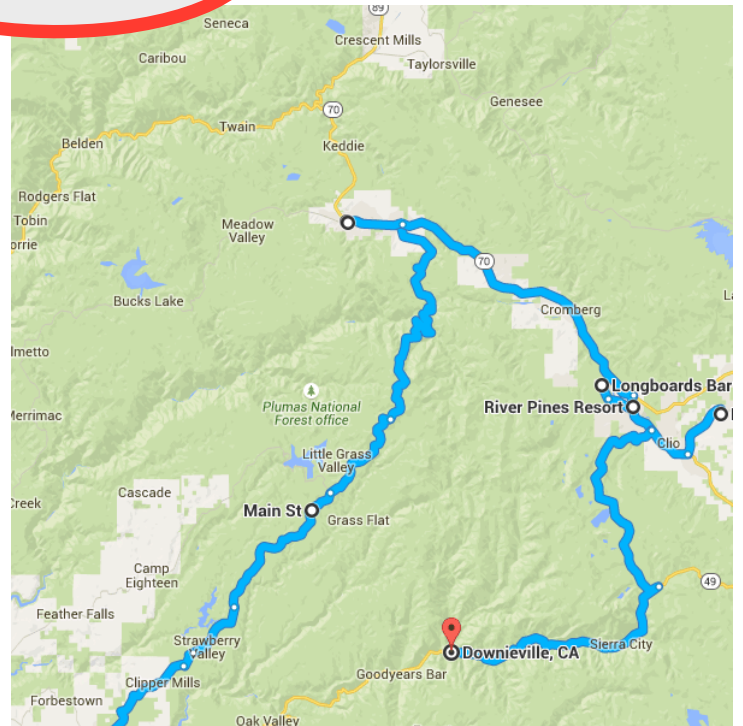 89
Seneca
Crescent Mills
Caribou
Taylorsville
Genesee
70
Twain
Belden
Keddie
Rodgers Flat
Tobin
orrie
Meadow
Valley
70
Bucks Lake
Cromberg
lmetto
Longboards Bar
Plumas National
Forest office
River Pines Resort
Merrimac
Clio
Little Grass
Valley
Creek
Cascade
Main St
Grass Flat
Camp
Eighteen
49
Feather Falls
Strawberry
Valley
Sierra City
Downieville, CA
Goodyears Bar
Clipper Mills
Forbestown
Oak Valley